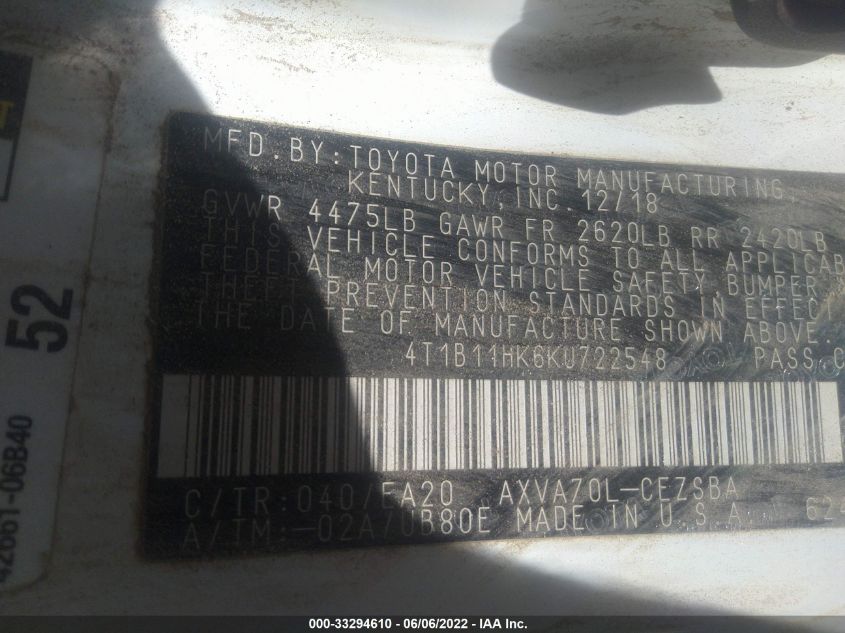 MFD. BY: TOYOTA MOTOR MANUFACTURING,
KENTUCKY, INC. 12/18
GVWR 4475LB GAWR FR 2620LB RR 2420LB
THIS VEHICLE CONFORMS TO ALL APPLICAB
FEDERAL MOTOR VEHICLE SAFETY, BUMPER
THEFT PREVENTION STANDARDS IN EFFEC
THE DATE OF MANUFACTURE SHOWN ABOVE.
4T1B11HK6KU722548 PASS.C
C/TR:040/EA20 AXVA70L-CEZSBA
A/TM:-02A/UB80E MADE IN U.S.A. 624
52
42661-06B40
000-33294610 - 06/06/2022 - IAA Inc.